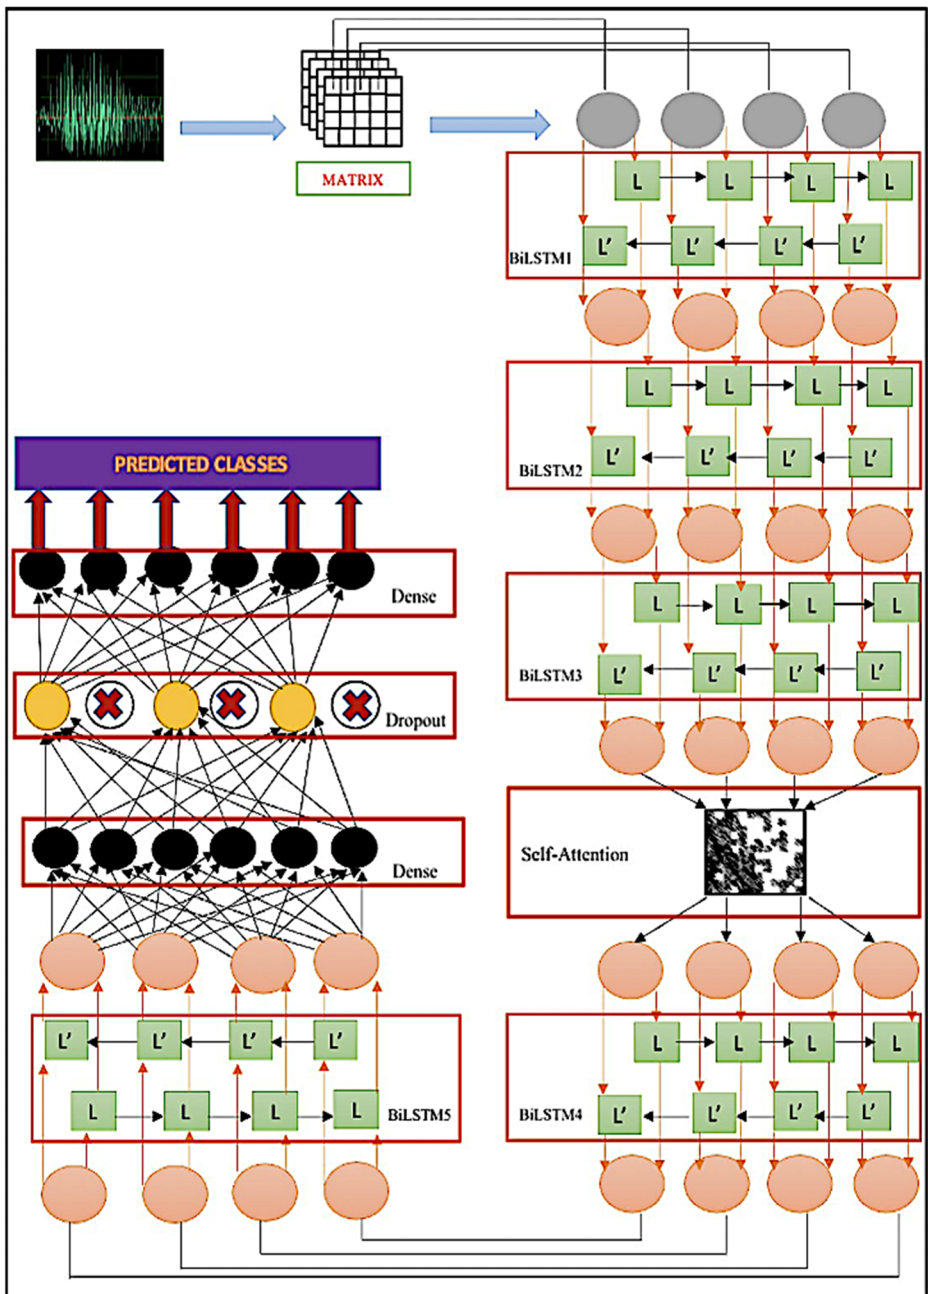 MATRIX
L L L L
L' L' L' L'
BiLSTM1
L L L L
L' L' L' L'
BiLSTM2
L L L L
L' L' L' L'
BiLSTM3
Self-Attention
L L L L
L' L' L' L'
BiLSTM4
L' L' L' L'
L L L L
BiLSTM5
Dense
Dropout
Dense
PREDICTED CLASSES